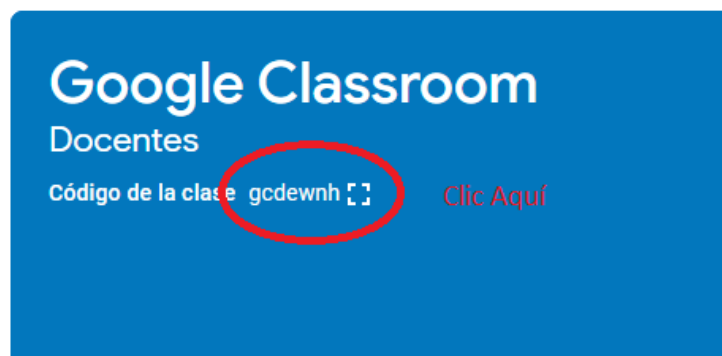 Google Classroom
Docentes
Código de la clase gcdewnh
Clic Aquí